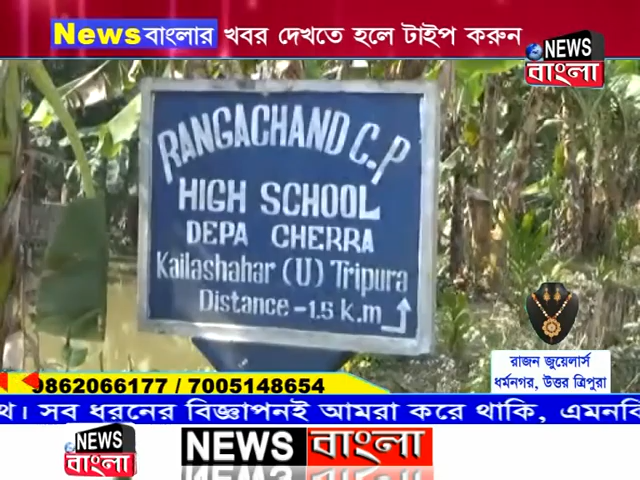 Newsবাংলার খবর দেখতে হলে টাইপ করুন
NEWS
বাংলা
RANGACHAND C.P
HIGH SCHOOL
DEPA CHERRA
Kailashahar (U) Tripura
Distance - 1.5 k.m
রাজন জুয়েলার্স
ধর্মনগর, উত্তর ত্রিপুরা
9862066177 / 7005148654
সব ধরনের বিজ্ঞাপনই আমরা করে থাকি,
NEWS
বাংলা
NEWS বাংলা